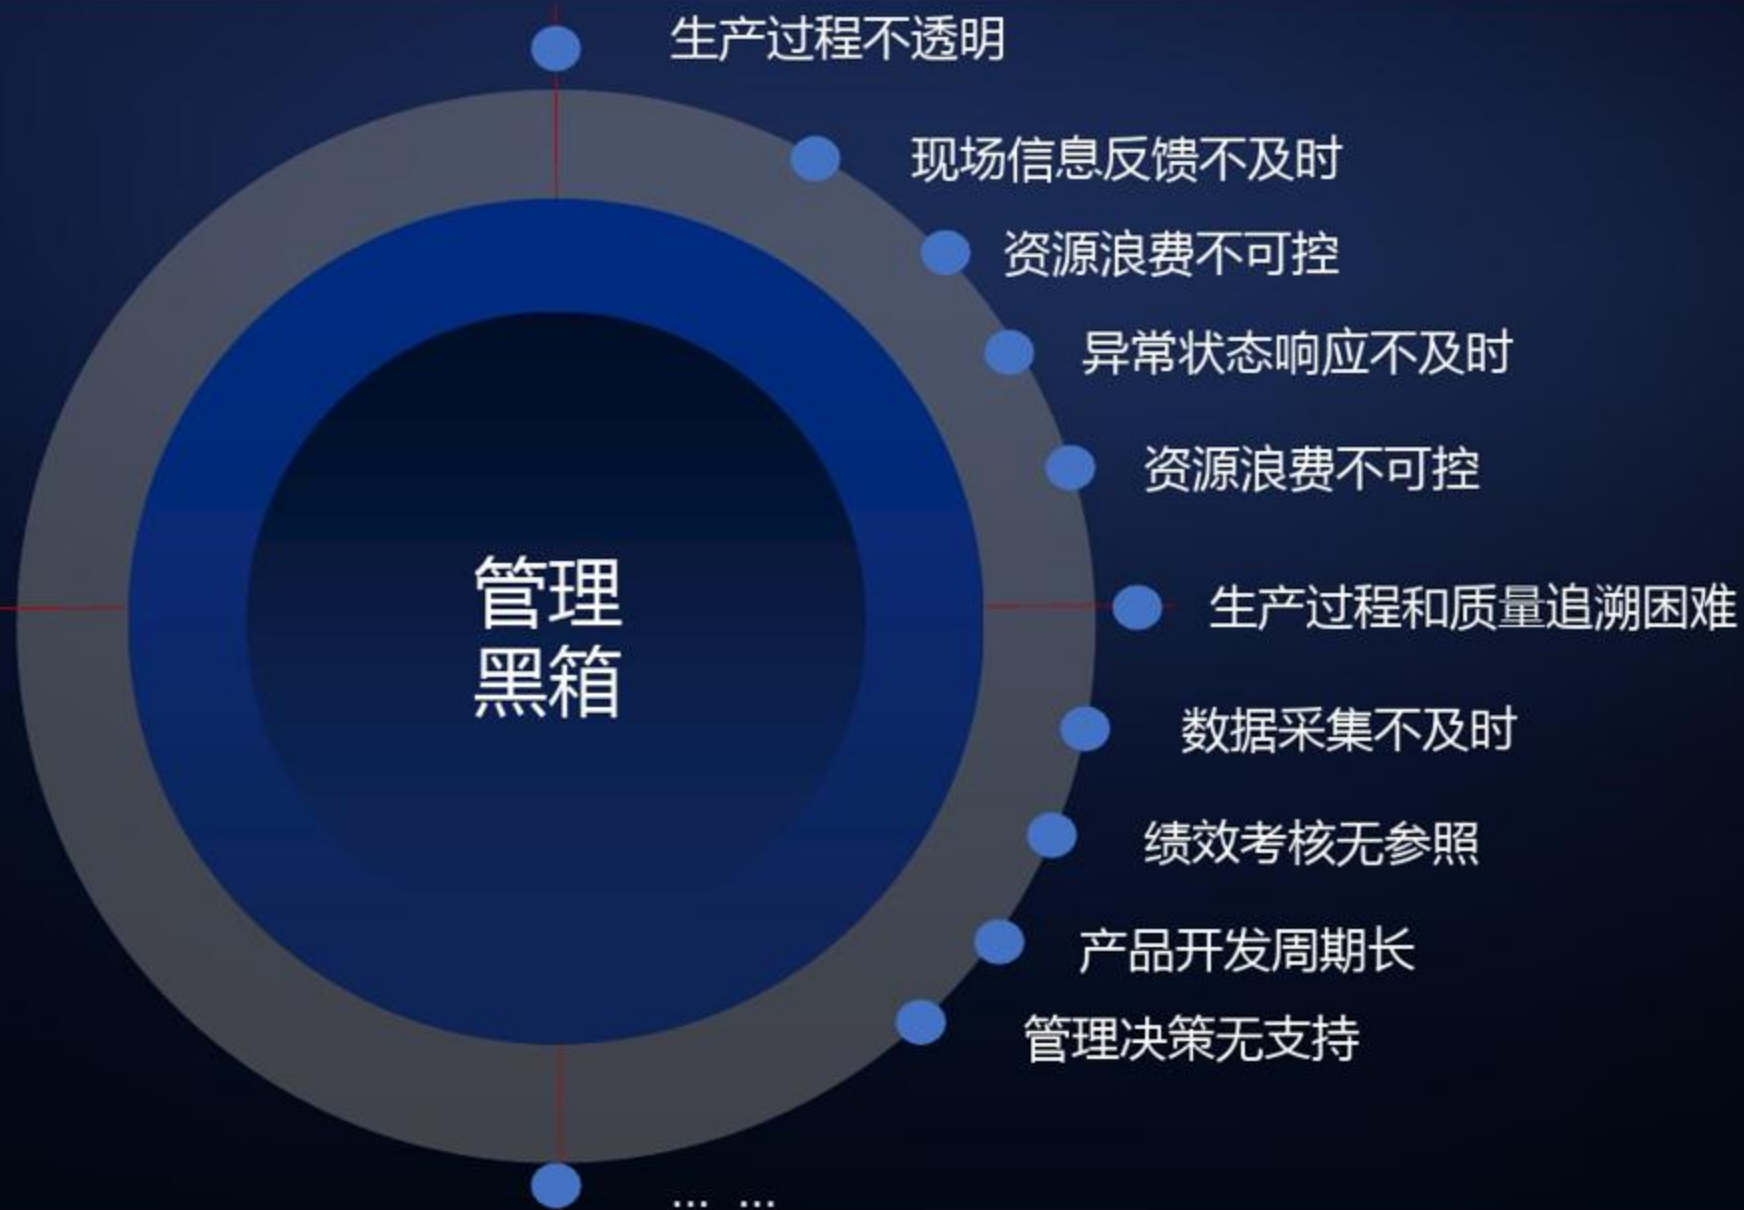 生产过程不透明
现场信息反馈不及时
资源浪费不可控
异常状态响应不及时
资源浪费不可控
管理
黑箱
生产过程和质量追溯困难
数据采集不及时
绩效考核无参照
产品开发周期长
管理决策无支持
... ...